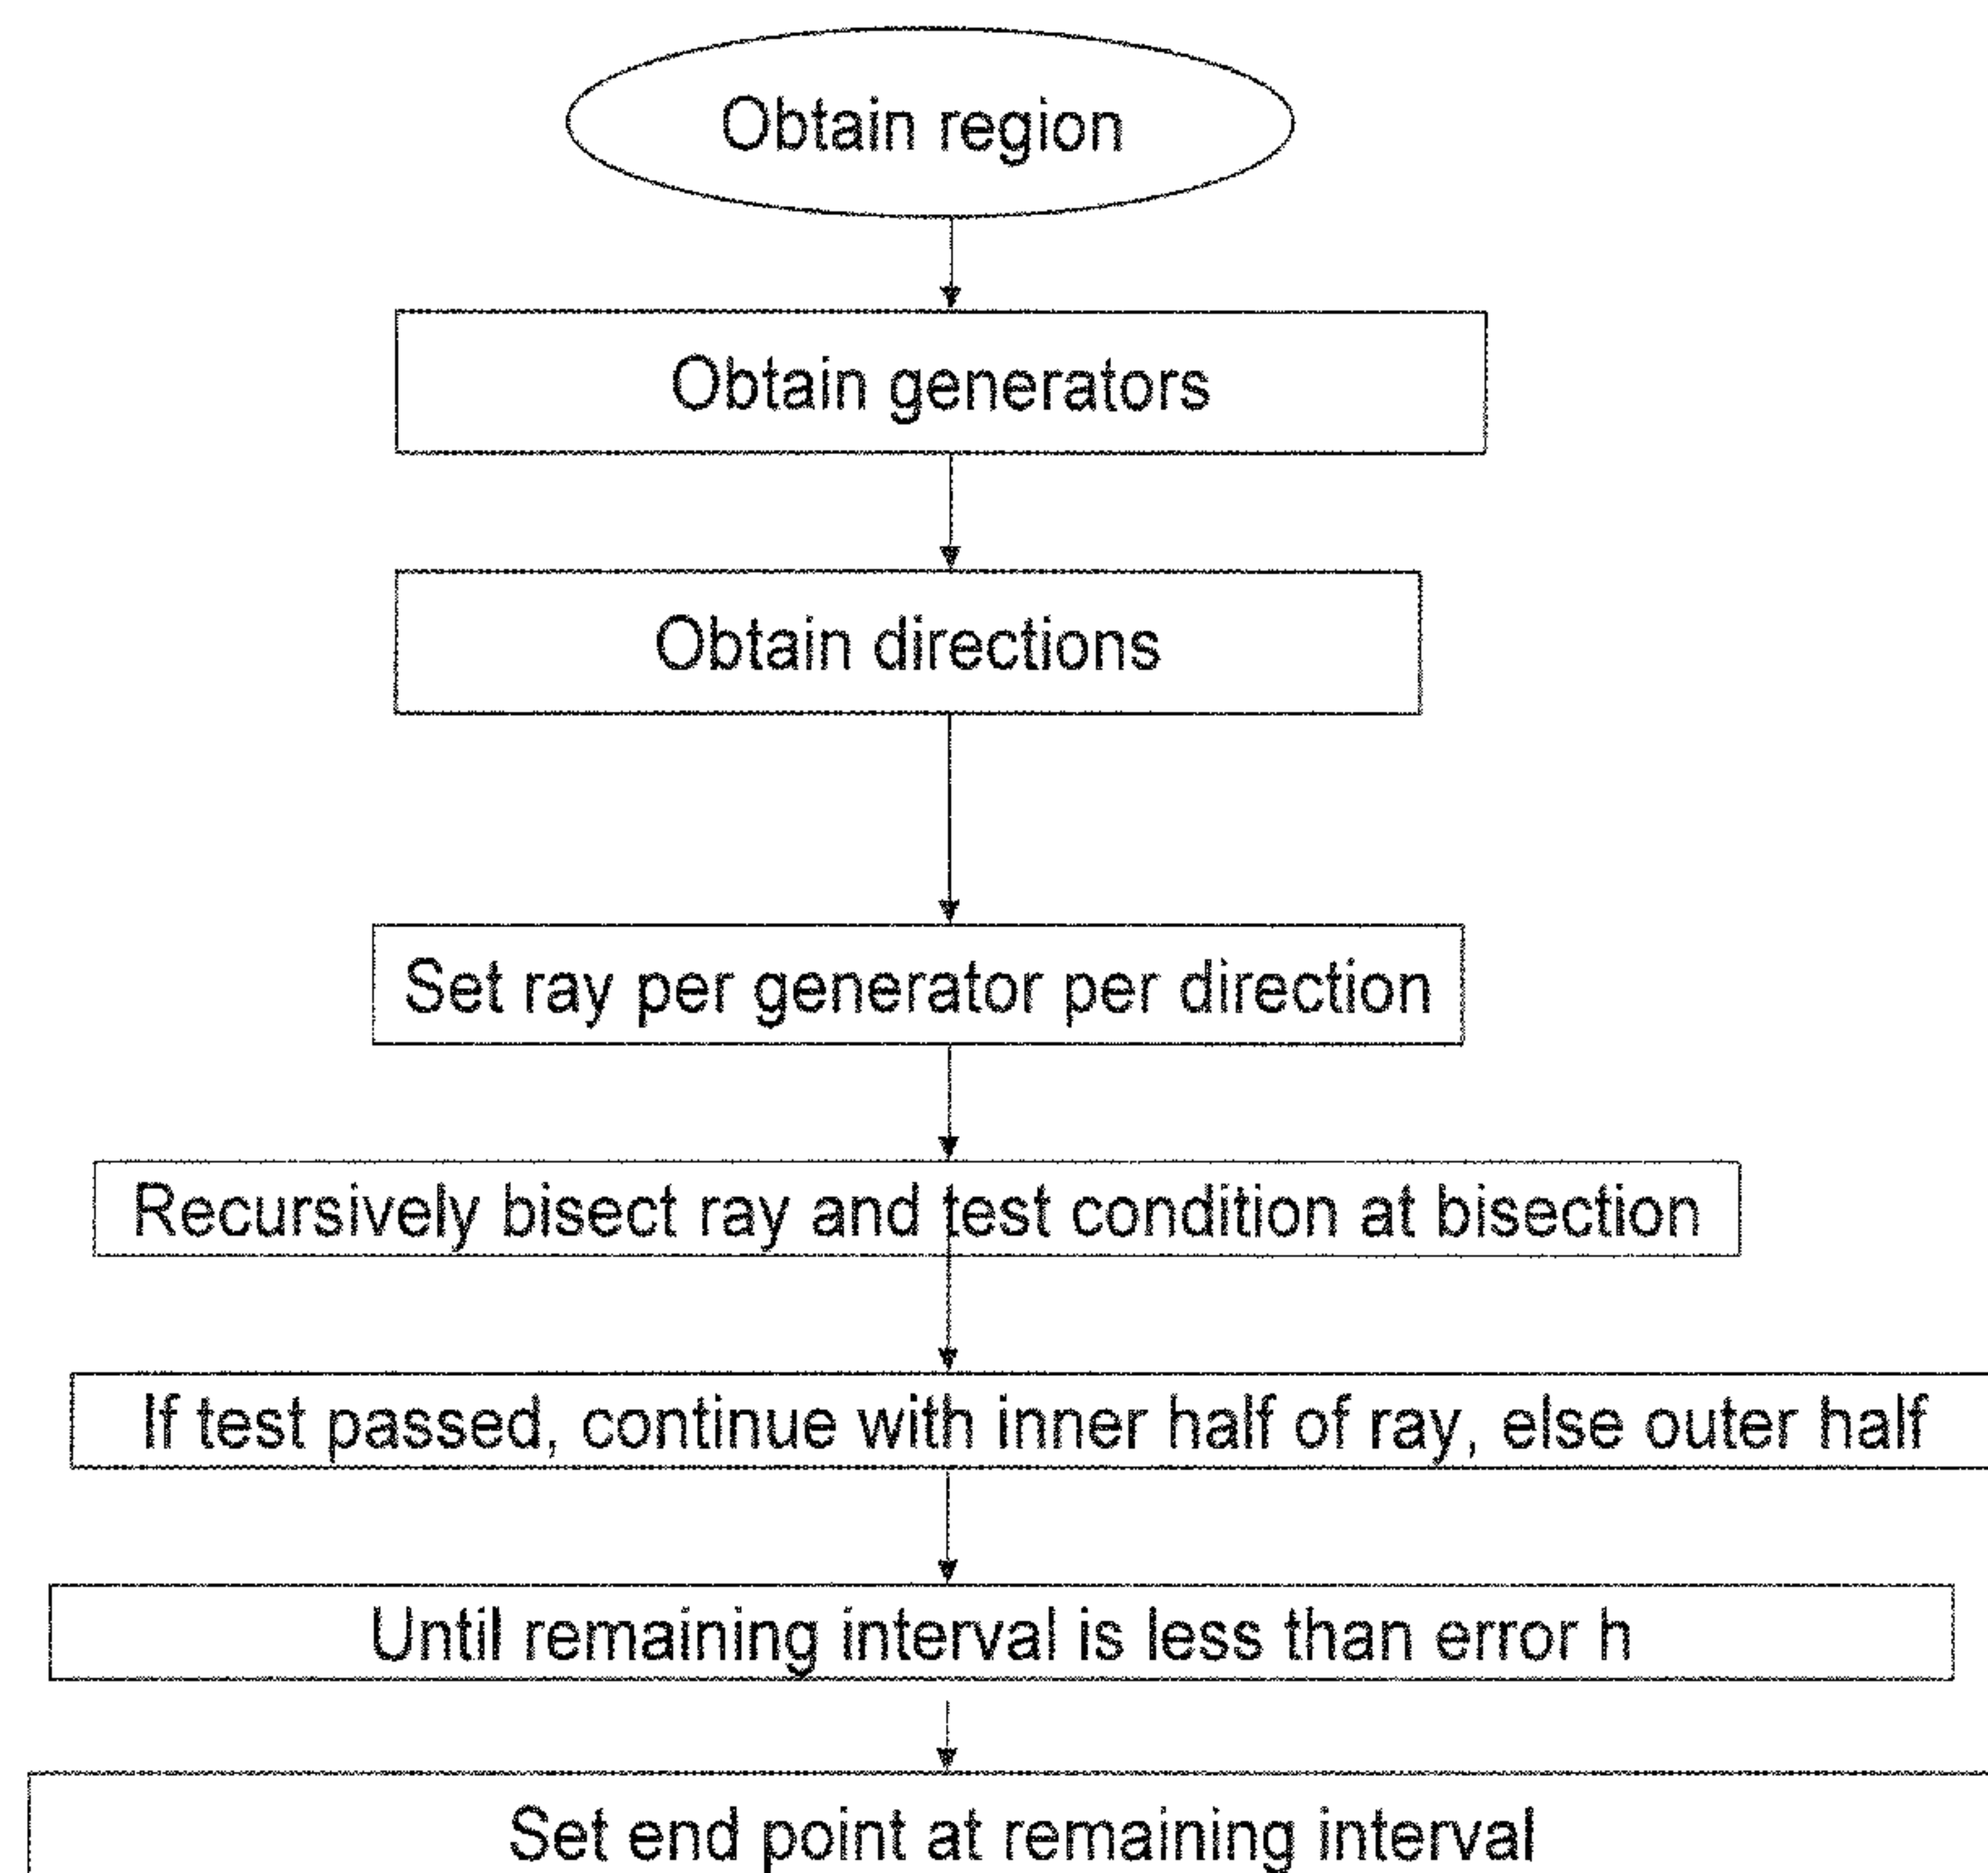 Obtain region
Obtain generators
Obtain directions
Set ray per generator per direction
Recursively bisect ray and test condition at bisection
If test passed, continue with inner half of ray, else outer half
Until remaining interval is less than error h
Set end point at remaining interval